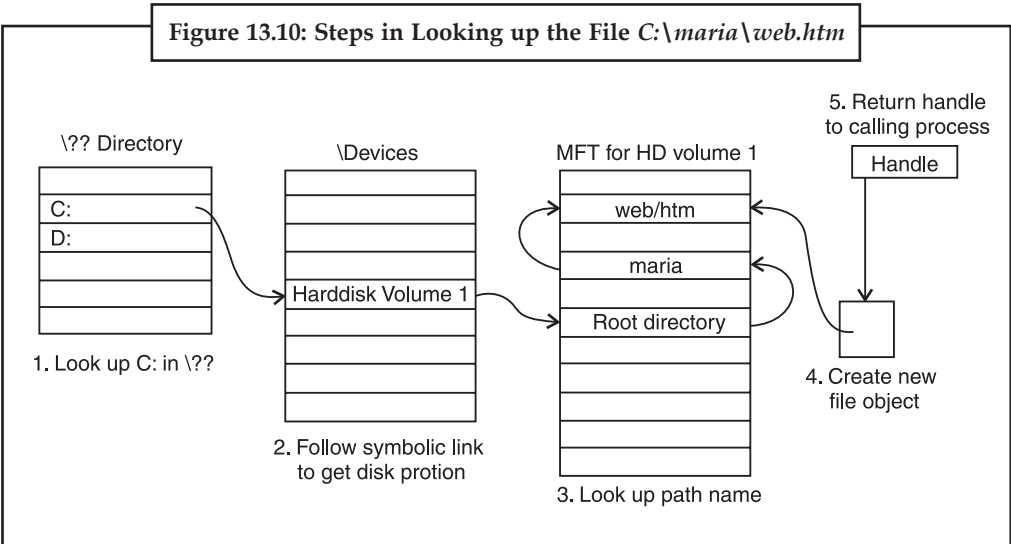 Figure 13.10: Steps in Looking up the File C:\maria\web.htm
\?? Directory
C:
D:
1. Look up C: in \??
\Devices
Harddisk Volume 1
2. Follow symbolic link
to get disk protion
MFT for HD volume 1
web/htm
maria
Root directory
3. Look up path name
5. Return handle
to calling process
Handle
4. Create new
file object